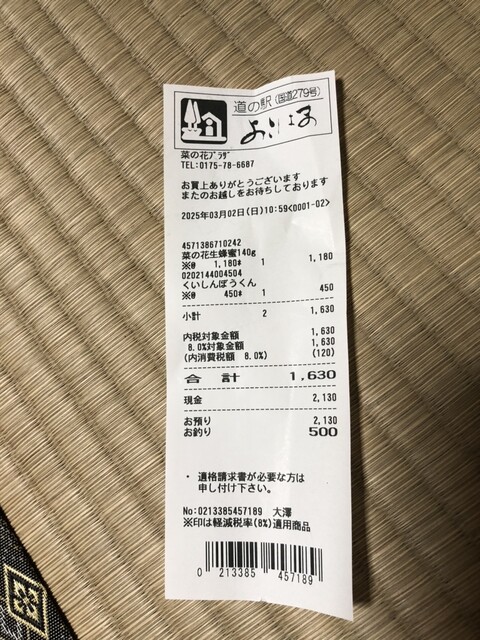 道の駅(国道279号)
よこはま
菜の花ﾌﾟﾗｻﾞ
TEL:0175-78-6687
お買上ありがとうございます
またのお越しをお待ちしております
2025年03月02日(日)10:59<0001-02>
4571386710242
菜の花生蜂蜜140g
※@ 1,180* 1 1,180
0202144004504
くいしんぼうくん
※@ 450* 1 450
小計 2 1,630
内税対象金額 1,630
8.0%対象金額 1,630
(内消費税額 8.0%) (120)
合 計 1,630
現金 2,130
お預り 2,130
お釣り 500
・ 適格請求書が必要な方は
申し付け下さい。
No:0213385457189 大澤
※印は軽減税率(8%)適用商品
0 213385 457189